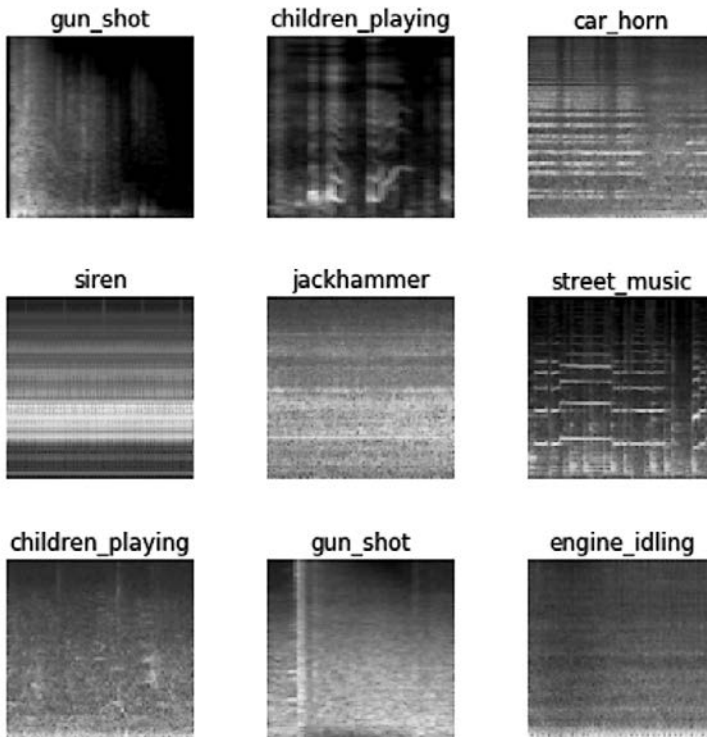 gun_shot children_playing car_horn
siren jackhammer street_music
children_playing gun_shot engine_idling